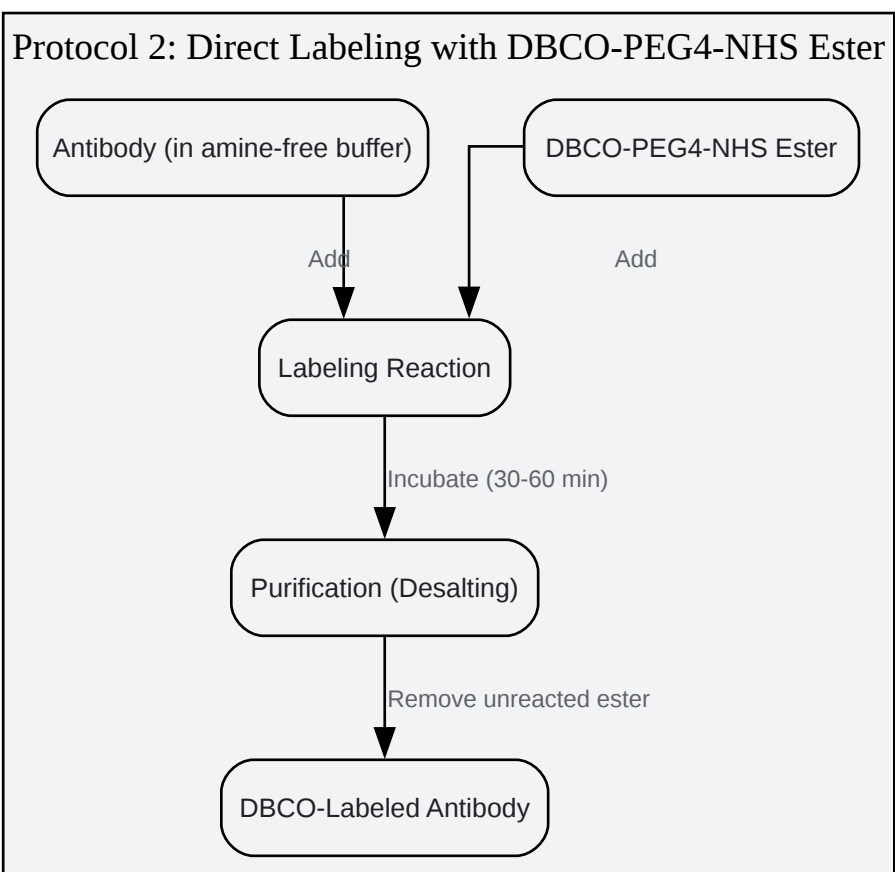 Protocol 2: Direct Labeling with DBCO-PEG4-NHS Ester
Antibody (in amine-free buffer)
DBCO-PEG4-NHS Ester
Add
Add
Labeling Reaction
Incubate (30-60 min)
Purification (Desalting)
Remove unreacted ester
DBCO-Labeled Antibody